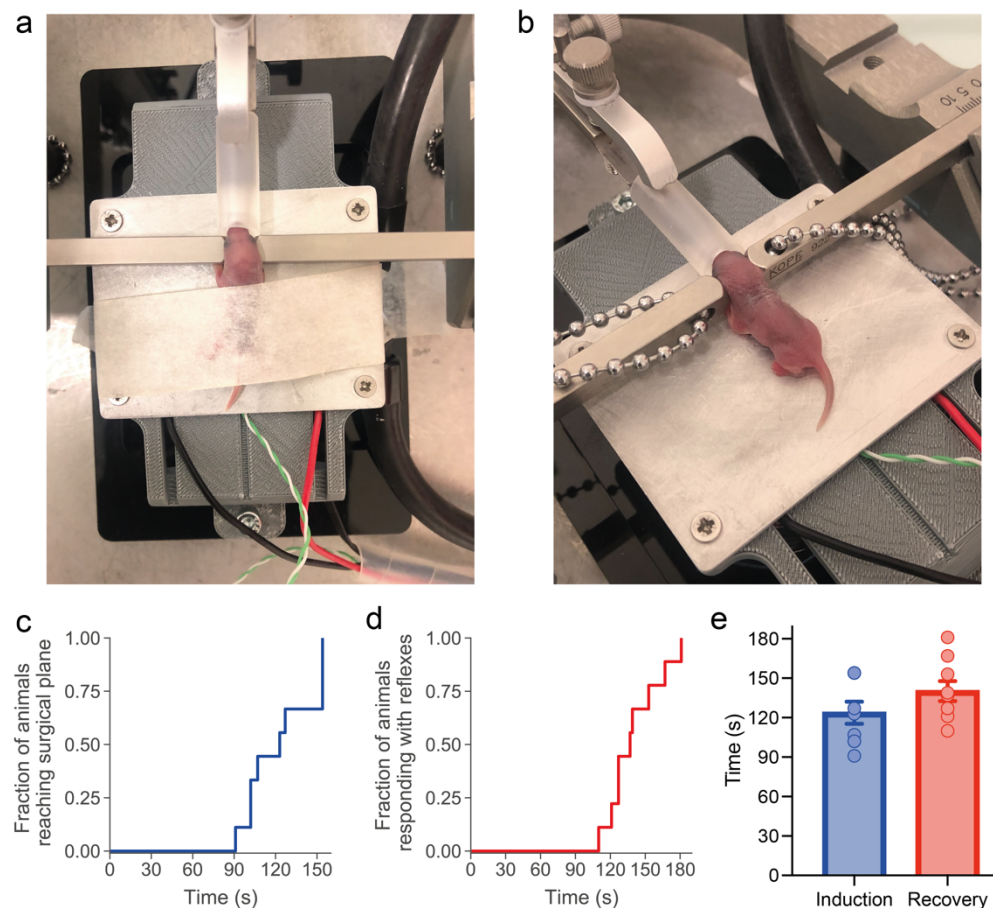 a
b
0 5 10
KOPF 922
c
Fraction of animals
reaching surgical plane
1.00
0.75
0.50
0.25
0.00
0 30 60 90 120 150
Time (s)
d
Fraction of animals
responding with reflexes
1.00
0.75
0.50
0.25
0.00
0 30 60 90 120 150 180
Time (s)
e
Time (s)
180
150
120
90
60
30
0
Induction Recovery